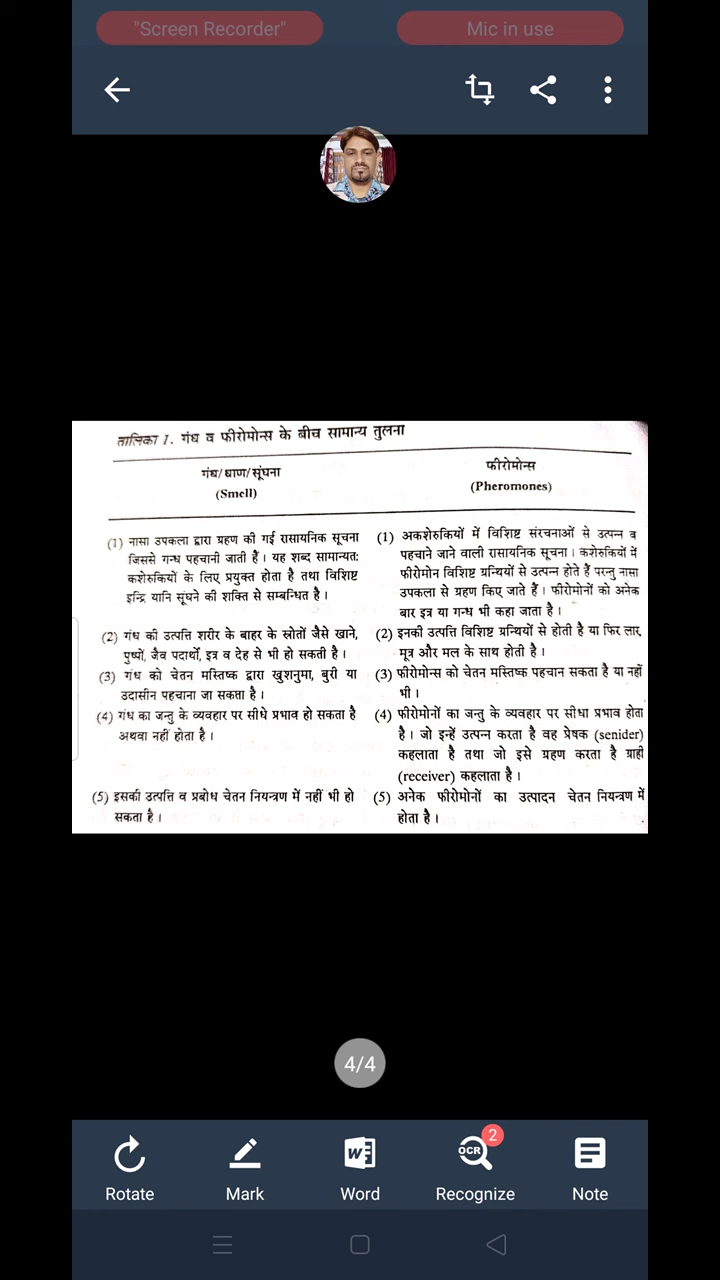 "Screen Recorder"
Mic in use
तालिका 1. गंध व फीरोमोन्स के बीच सामान्य तुलना
गंध/घ्राण/सूंघना
(Smell)
(1) नासा उपकला द्वारा ग्रहण की गई रासायनिक सूचना
जिससे गन्ध पहचानी जाती हैं। यह शब्द सामान्यत:
कशेरुकियों के लिए प्रयुक्त होता है तथा विशिष्ट
इन्द्रि यानि सूंघने की शक्ति से सम्बन्धित है।
(2) गंध की उत्पत्ति शरीर के बाहर के स्रोतों जैसे खाने,
पुष्पों, जैव पदार्थों, इत्र व देह से भी हो सकती है।
(3) गंध को चेतन मस्तिष्क द्वारा खुशनुमा, बुरी या
उदासीन पहचाना जा सकता है।
(4) गंध का जन्तु के व्यवहार पर सीधे प्रभाव हो सकता है
अथवा नहीं होता है।
(5) इसकी उत्पत्ति व प्रबोध चेतन नियन्त्रण में नहीं भी हो
सकता है।
फीरोमोन्स
(Pheromones)
(1) अकशेरुकियों में विशिष्ट संरचनाओं से उत्पन्न व
पहचाने जाने वाली रासायनिक सूचना। कशेरुकियों में
फीरोमोन विशिष्ट ग्रन्थियों से उत्पन्न होते हैं परन्तु नासा
उपकला से ग्रहण किए जाते हैं। फीरोमोनों को अनेक
बार इत्र या गन्ध भी कहा जाता है।
(2) इनकी उत्पत्ति विशिष्ट ग्रन्थियों से होती है या फिर लार,
मूत्र और मल के साथ होती है।
(3) फीरोमोन्स को चेतन मस्तिष्क पहचान सकता है या नहीं
भी।
(4) फीरोमोनों का जन्तु के व्यवहार पर सीधा प्रभाव होता
है। जो इन्हें उत्पन्न करता है वह प्रेषक (senider)
कहलाता है तथा जो इसे ग्रहण करता है ग्राही
(receiver) कहलाता है।
(5) अनेक फीरोमोनों का उत्पादन चेतन नियन्त्रण में
होता है।
4/4
Rotate
Mark
Word
Recognize
Note
W
OCR
2